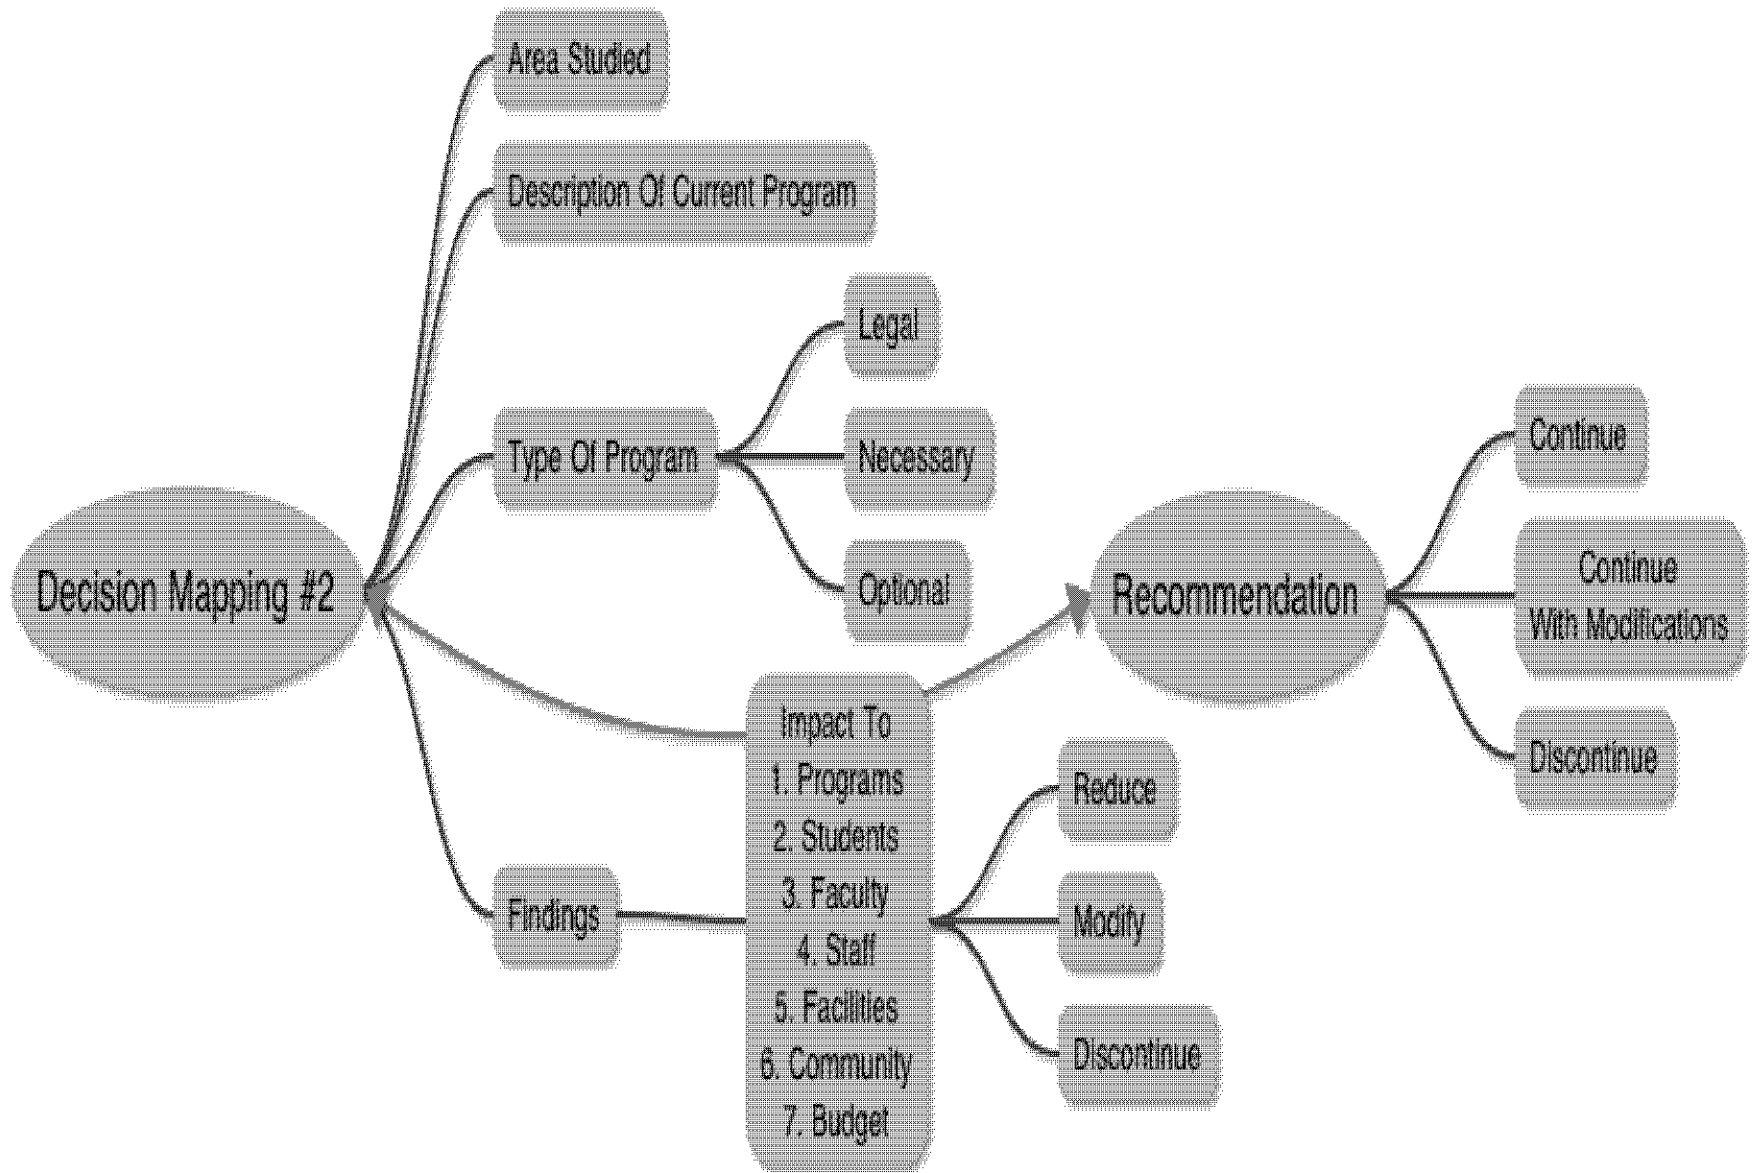 Area Studied
Description Of Current Program
Legal
Type Of Program
Necessary
Optional
Decision Mapping #2
Recommendation
Continue
Continue
With Modifications
Discontinue
Findings
Impact To
1. Programs
2. Students
3. Faculty
4. Staff
5. Facilities
6. Community
7. Budget
Reduce
Modify
Discontinue